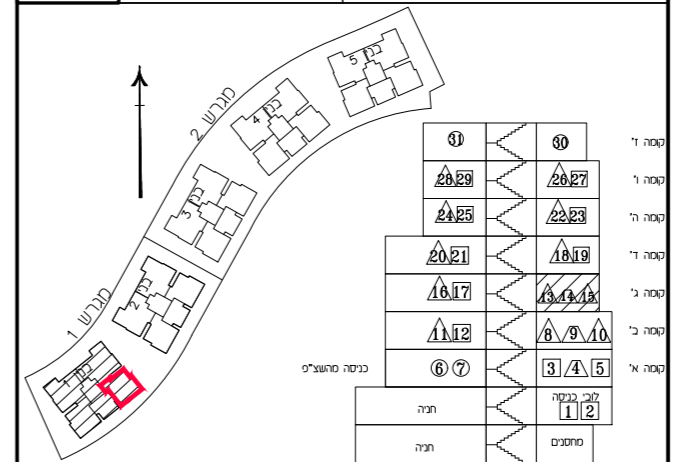 מגרש 2
בנין 5
בנין 4
בנין 3
מגרש 1
בנין 2
בנין 1
31 30 קומה ז'
28 29 26 27 קומה ו'
24 25 22 23 קומה ה'
20 21 18 19 קומה ד'
16 17 13 14 15 קומה ג'
11 12 8 9 10 קומה ב'
כניסה מהשצ"פ 6 7 3 4 5 קומה א'
חניה לובי כניסה
1 2
חניה מחסנים